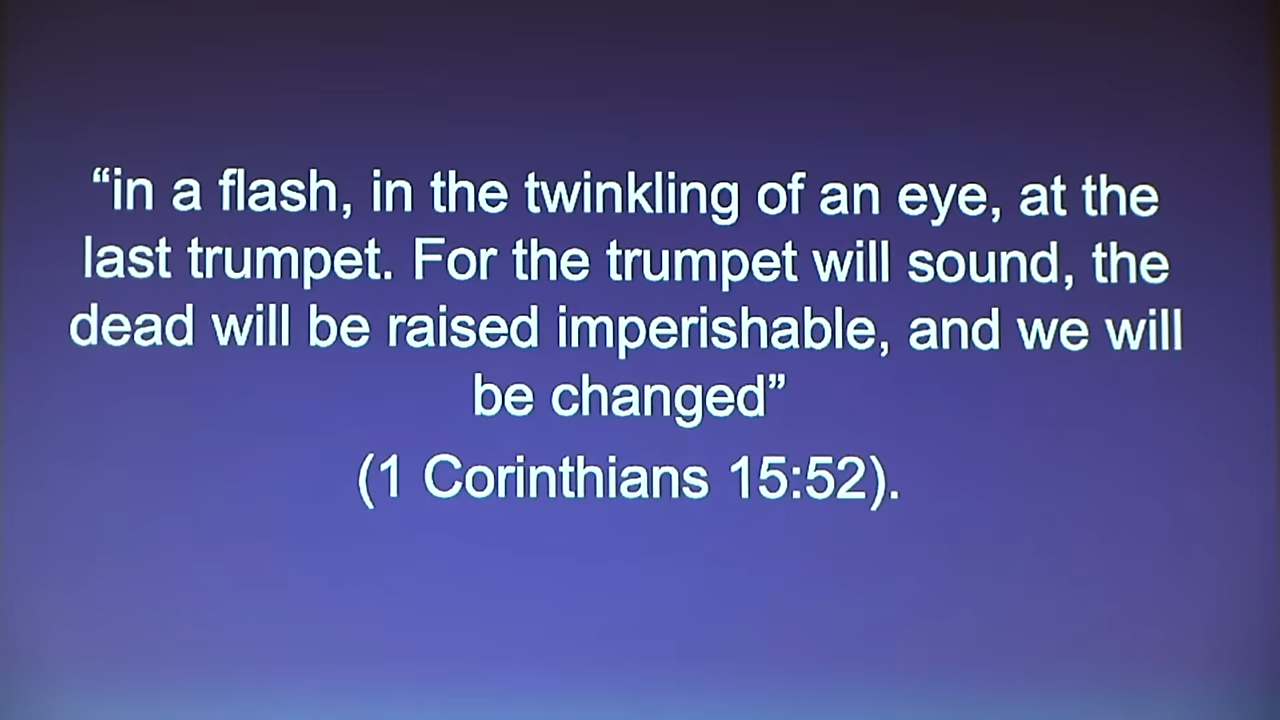 “in a flash, in the twinkling of an eye, at the
last trumpet. For the trumpet will sound, the
dead will be raised imperishable, and we will
be changed”
(1 Corinthians 15:52).